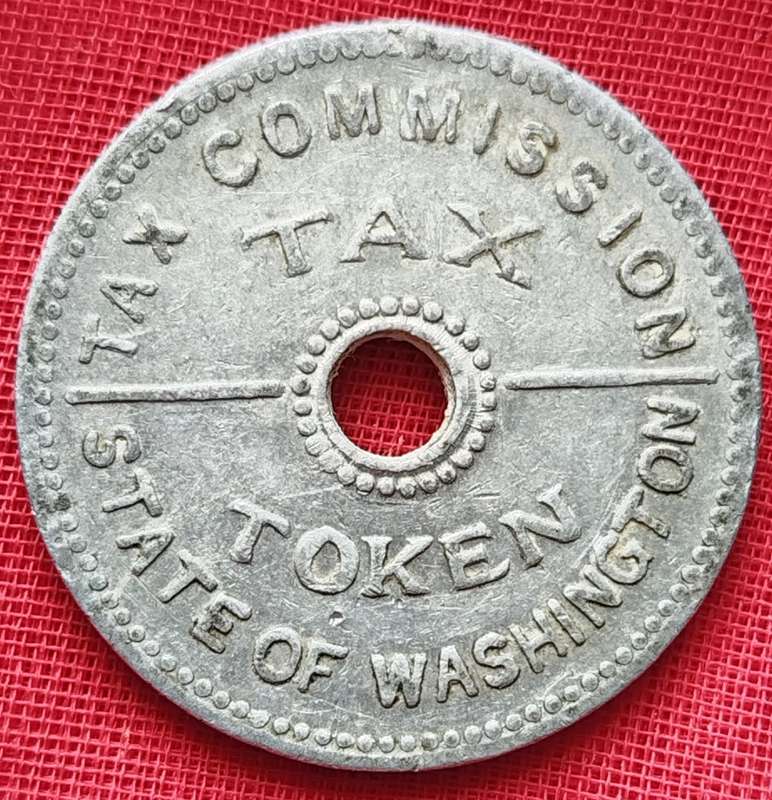 TAX COMMISSION
TAX
TOKEN
STATE OF WASHINGTON